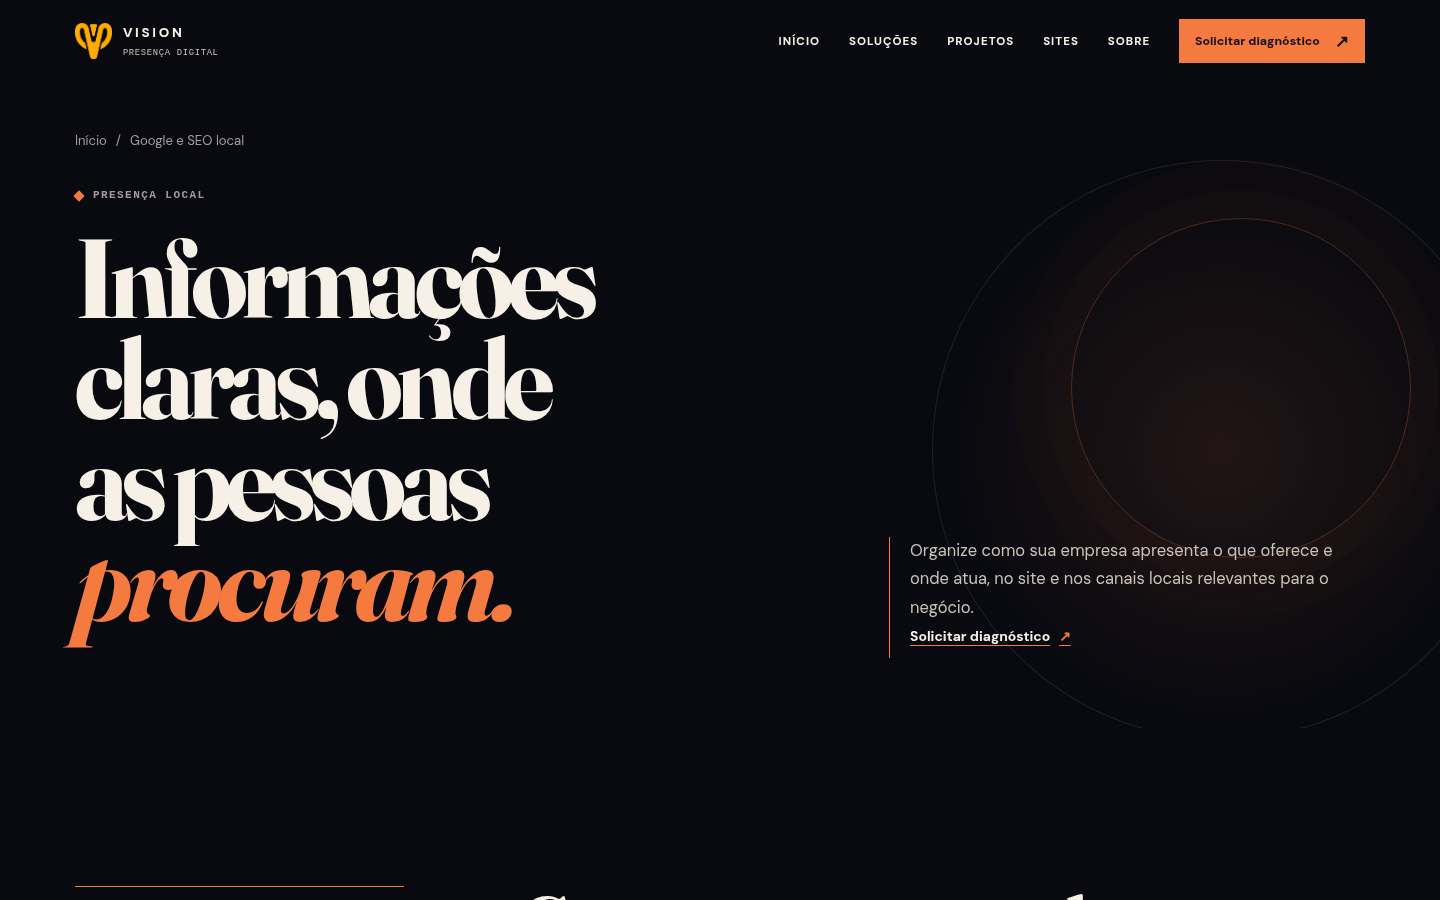 VISION
PRESENÇA DIGITAL
INÍCIO
SOLUÇÕES
PROJETOS
SITES
SOBRE
Solicitar diagnóstico ↗
Início / Google e SEO local
PRESENÇA LOCAL
Informações
claras, onde
as pessoas
procuram.
Organize como sua empresa apresenta o que oferece e
onde atua, no site e nos canais locais relevantes para o
negócio.
Solicitar diagnóstico ↗